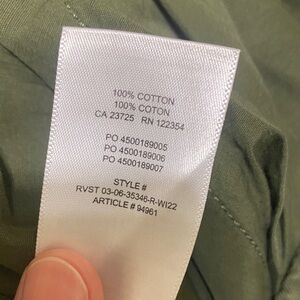 100% COTTON
100% COTON
CA 23725 RN 122354
PO 4500189005
PO 4500189006
PO 4500189007
STYLE #
RVST 03-06-35346-R-WI22
ARTICLE # 94961